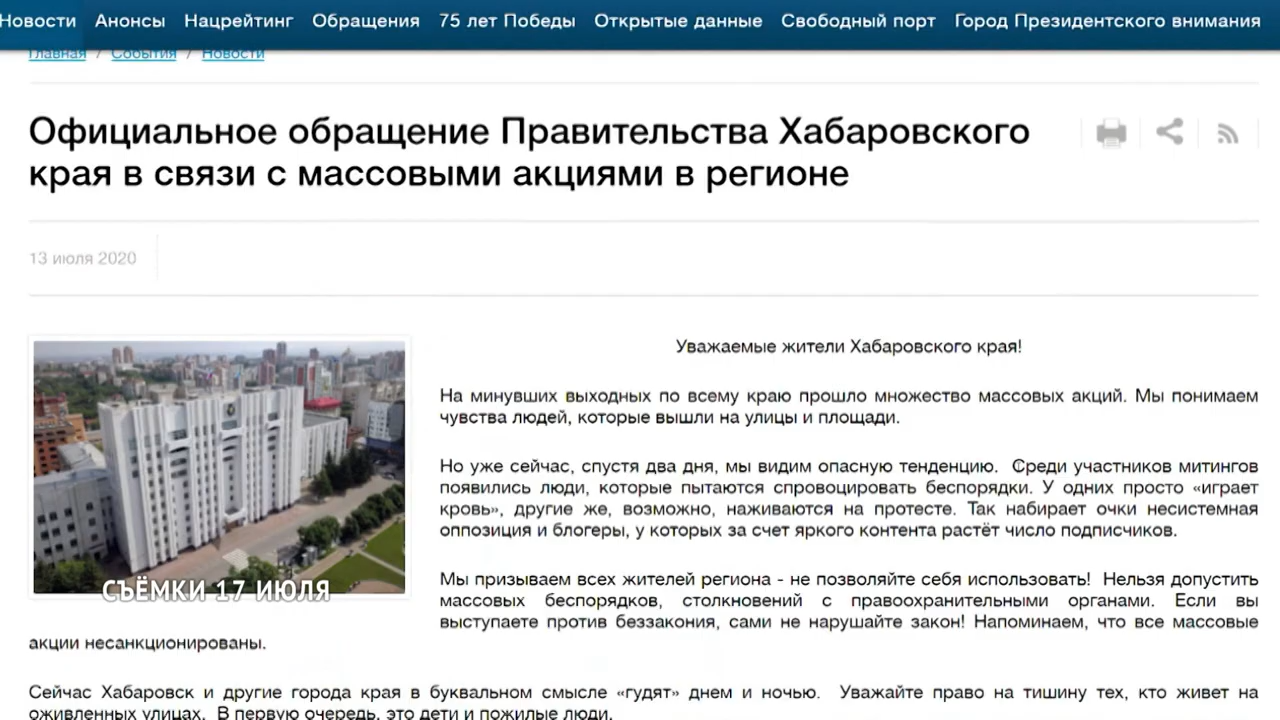 Новости Анонсы Нацрейтинг Обращения 75 лет Победы Открытые данные Свободный порт Город Президентского внимания
Главная / События / Новости
Официальное обращение Правительства Хабаровского
края в связи с массовыми акциями в регионе
13 июля 2020
Уважаемые жители Хабаровского края!
На минувших выходных по всему краю прошло множество массовых акций. Мы понимаем
чувства людей, которые вышли на улицы и площади.
Но уже сейчас, спустя два дня, мы видим опасную тенденцию. Среди участников митингов
появились люди, которые пытаются спровоцировать беспорядки. У одних просто «играет
кровь», другие же, возможно, наживаются на протесте. Так набирает очки несистемная
оппозиция и блогеры, у которых за счет яркого контента растёт число подписчиков.
СЪЁМКИ 17 ИЮЛЯ
Мы призываем всех жителей региона - не позволяйте себя использовать! Нельзя допустить
массовых беспорядков, столкновений с правоохранительными органами. Если вы
выступаете против беззакония, сами не нарушайте закон! Напоминаем, что все массовые
акции несанкционированы.
Сейчас Хабаровск и другие города края в буквальном смысле «гудят» днем и ночью. Уважайте право на тишину тех, кто живет на
оживленных улицах. В первую очередь, это дети и пожилые люди.